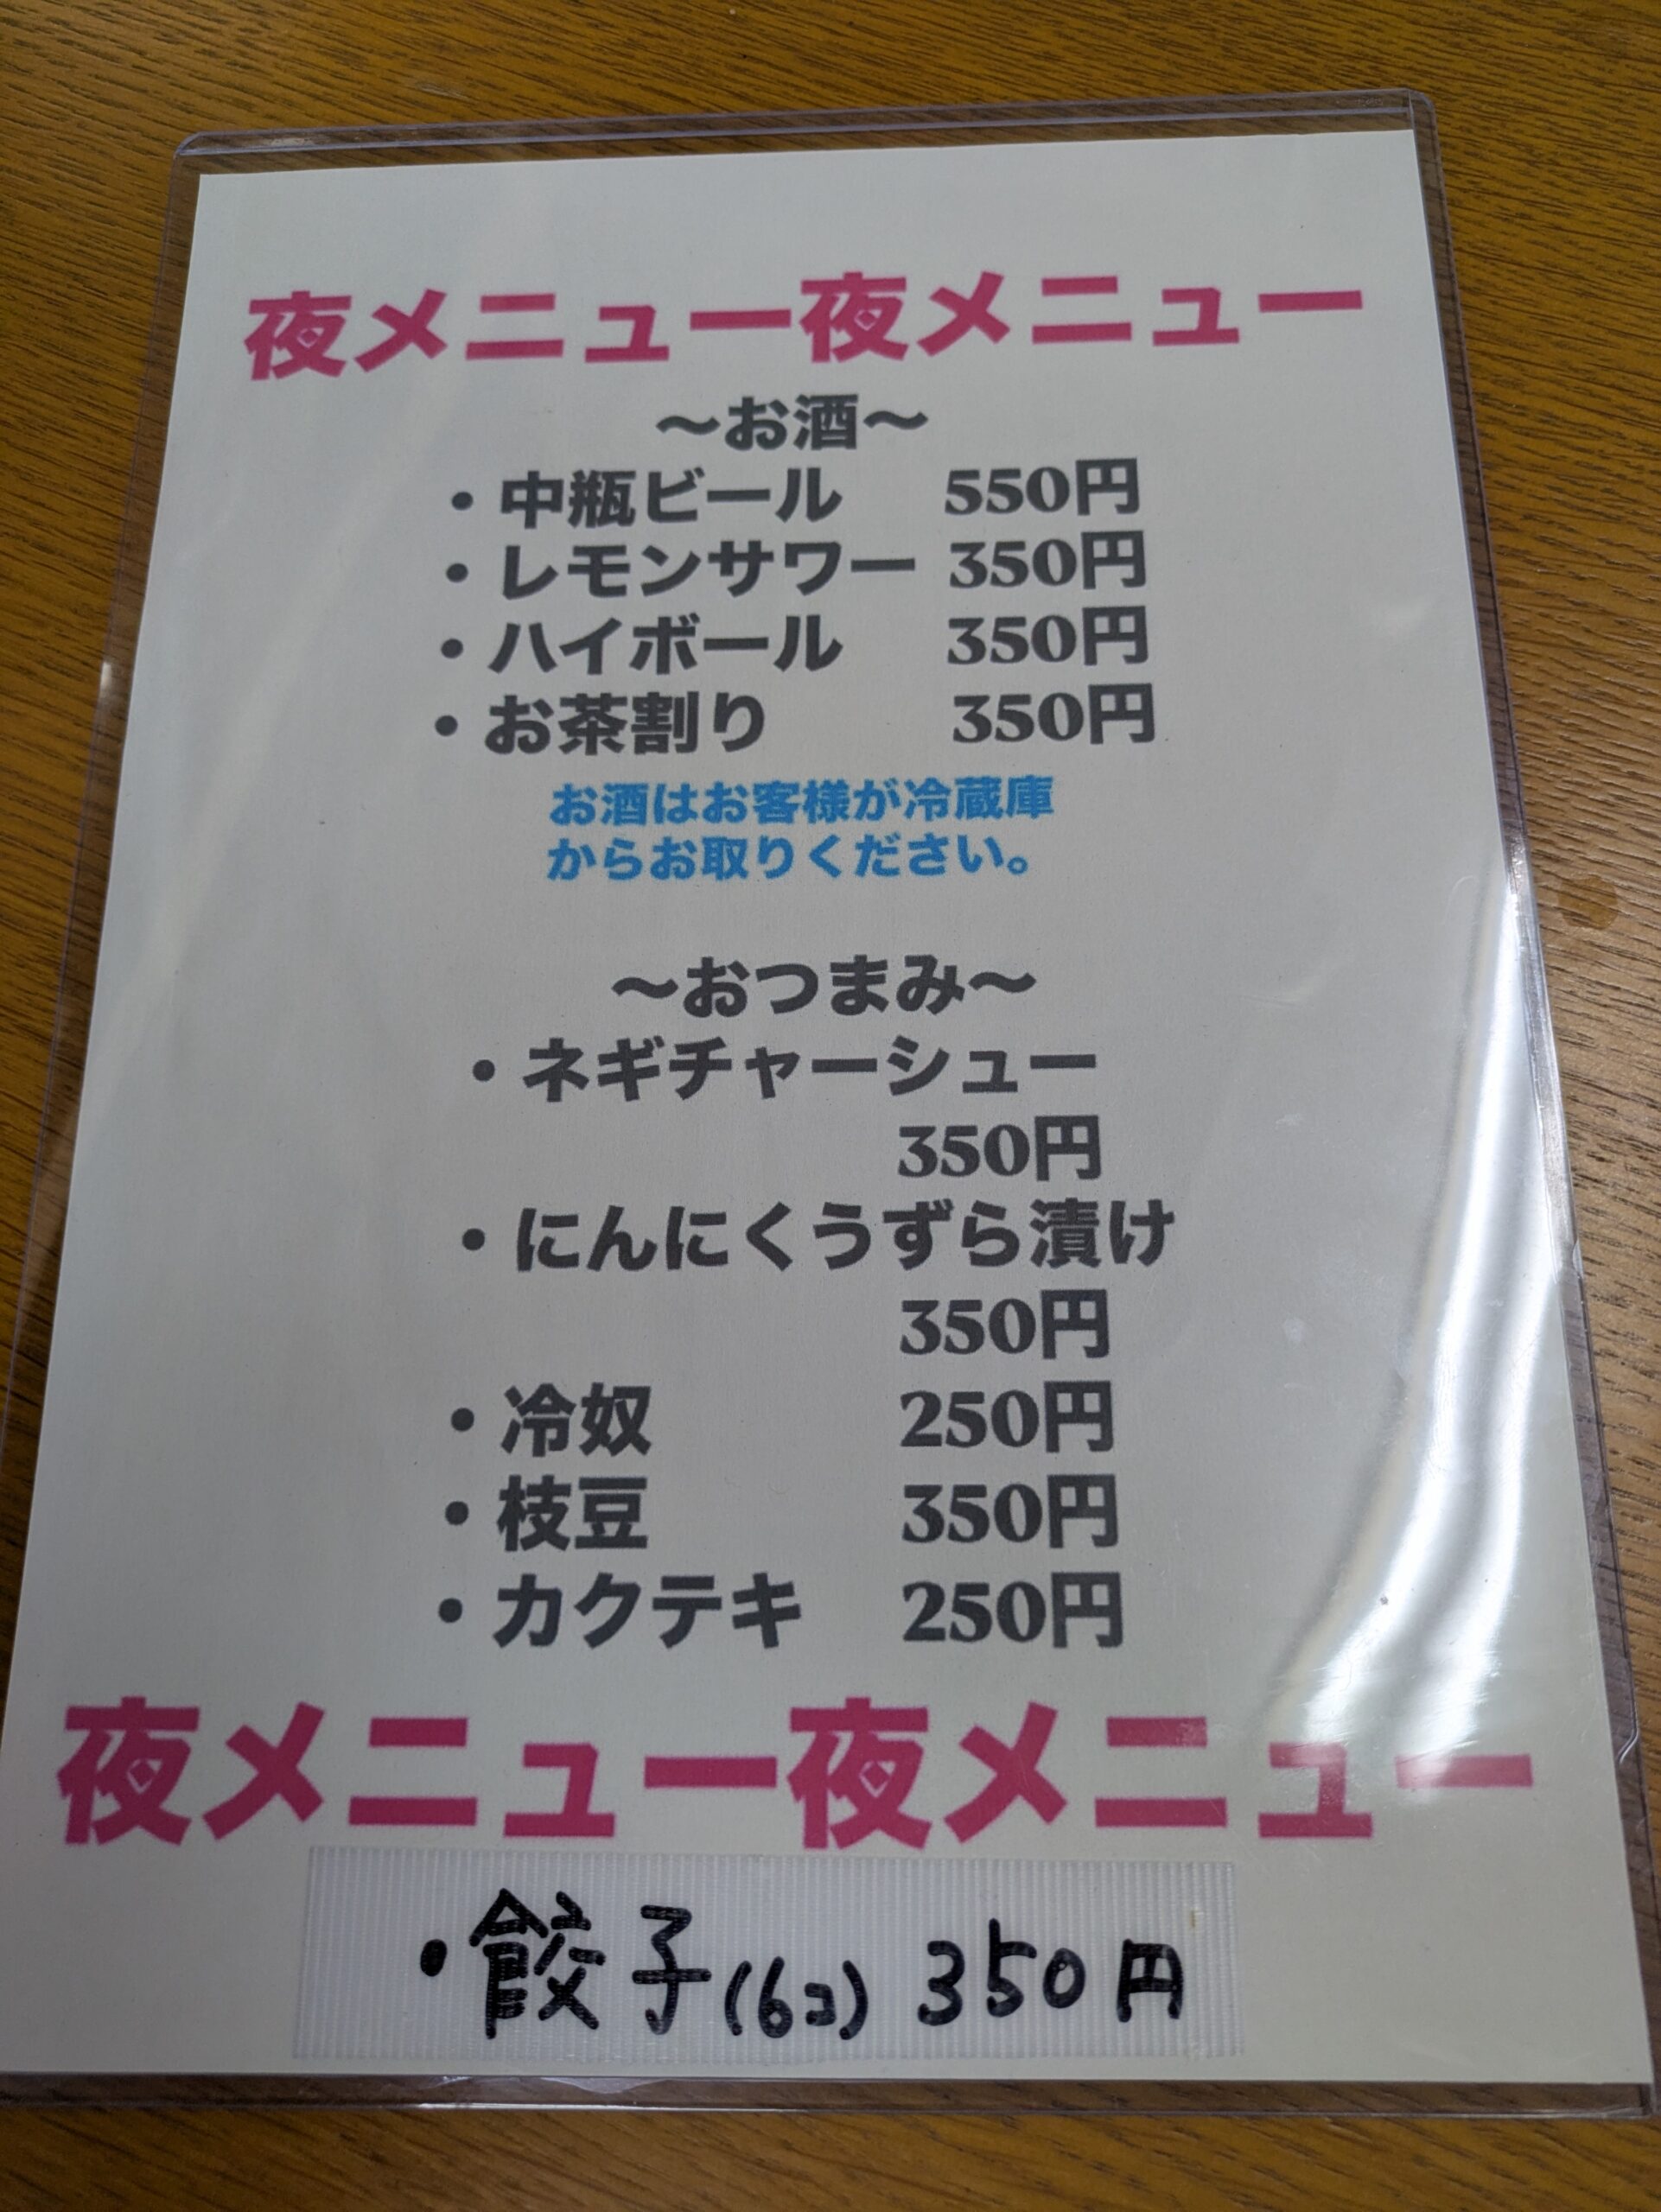 夜メニュー夜メニュー
〜お酒〜
・中瓶ビール 550円
・レモンサワー 350円
・ハイボール 350円
・お茶割り 350円
お酒はお客様が冷蔵庫
からお取りください。
〜おつまみ〜
・ネギチャーシュー
350円
・にんにくうずら漬け
350円
・冷奴 250円
・枝豆 350円
・カクテキ 250円
夜メニュー夜メニュー
・餃子(6コ) 350円